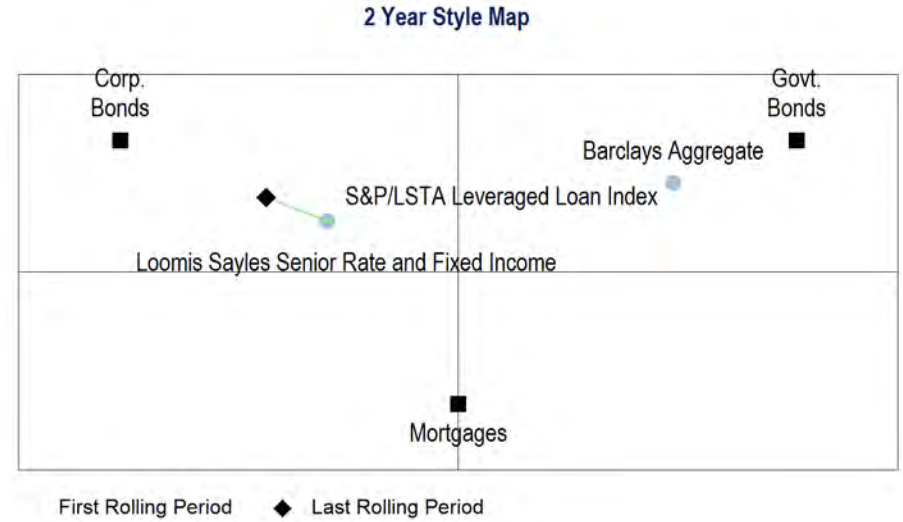 2 Year Style Map
Corp.
Bonds
Govt.
Bonds
Barclays Aggregate
S&P/LSTA Leveraged Loan Index
Loomis Sayles Senior Rate and Fixed Income
Mortgages
First Rolling Period
Last Rolling Period